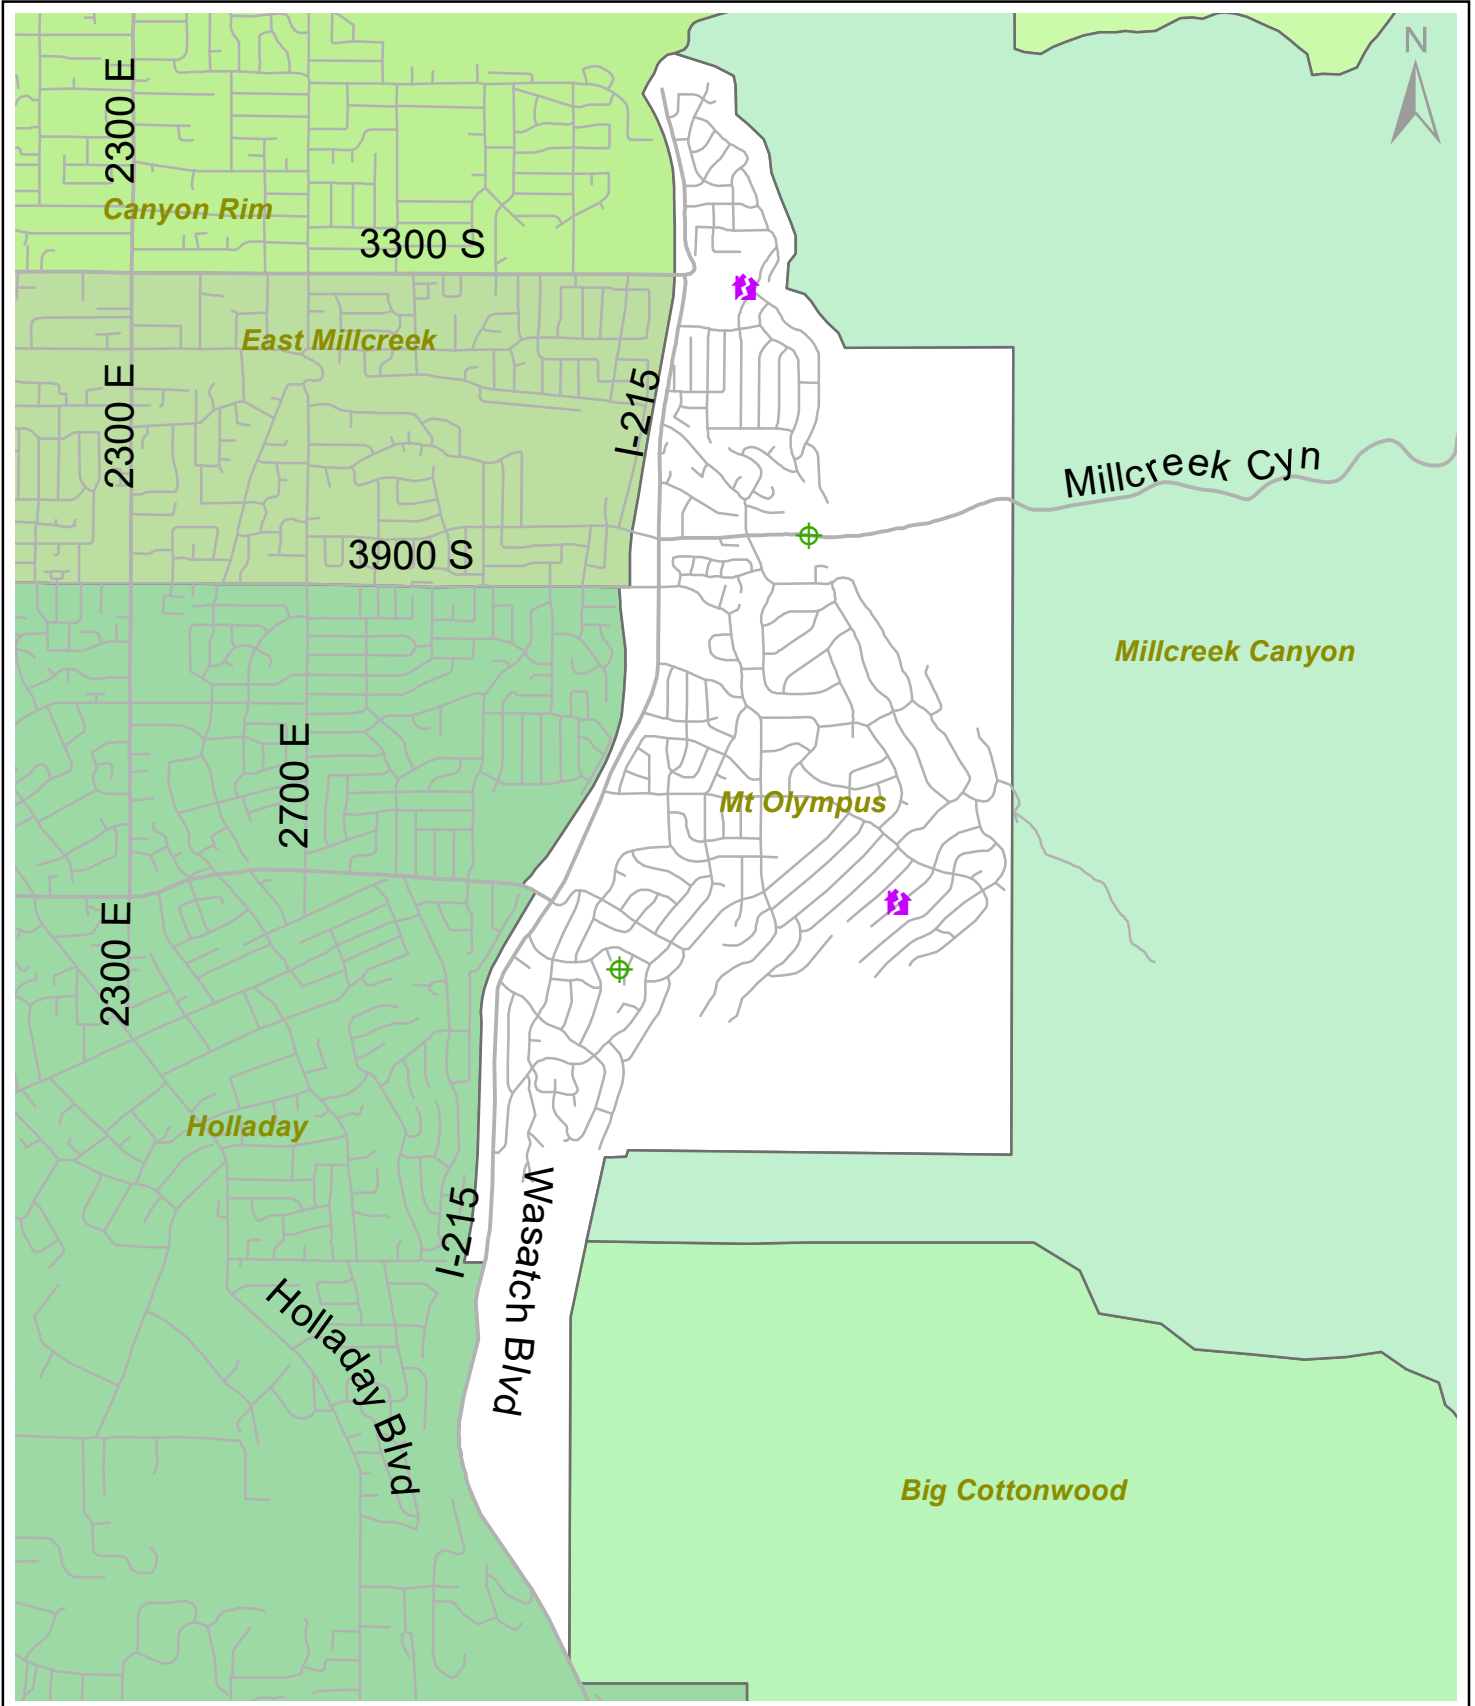 N
2300 E
Canyon Rim
3300 S
East Millcreek
2300 E
I-215
Millcreek Cyn
3900 S
Millcreek Canyon
2700 E
Mt Olympus
2300 E
Holladay
I-215
Wasatch Blvd
Holladay Blvd
Big Cottonwood